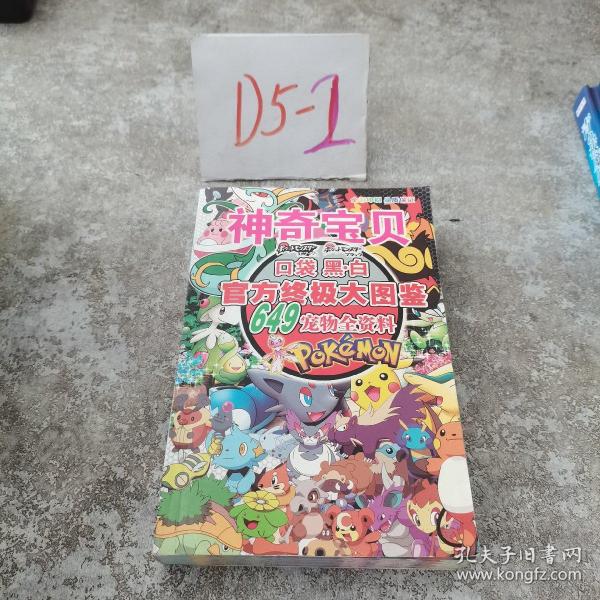 D5-1
神奇宝贝
口袋 黑·白
官方终极大图鉴
649宠物全资料
POKéMON
孔夫子旧书网
www.kongfz.com